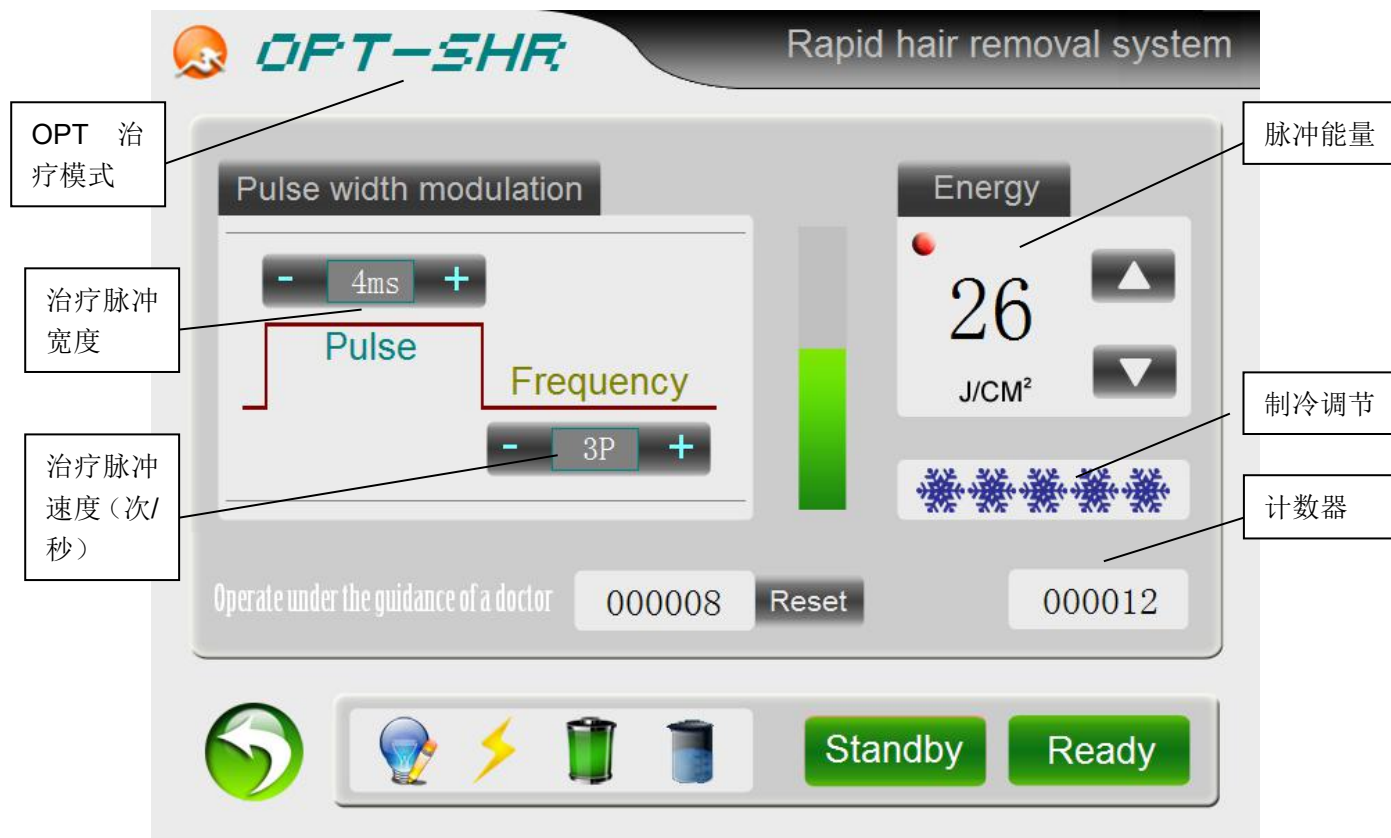 OPT-SHR
Rapid hair removal system
OPT 治
疗模式
脉冲能量
Pulse width modulation
Energy
治疗脉冲
宽度
- 4ms +
26
Pulse
Frequency
J/CM²
制冷调节
治疗脉冲
速度（次/
秒）
- 3P +
计数器
Operate under the guidance of a doctor
000008
Reset
000012
Standby
Ready